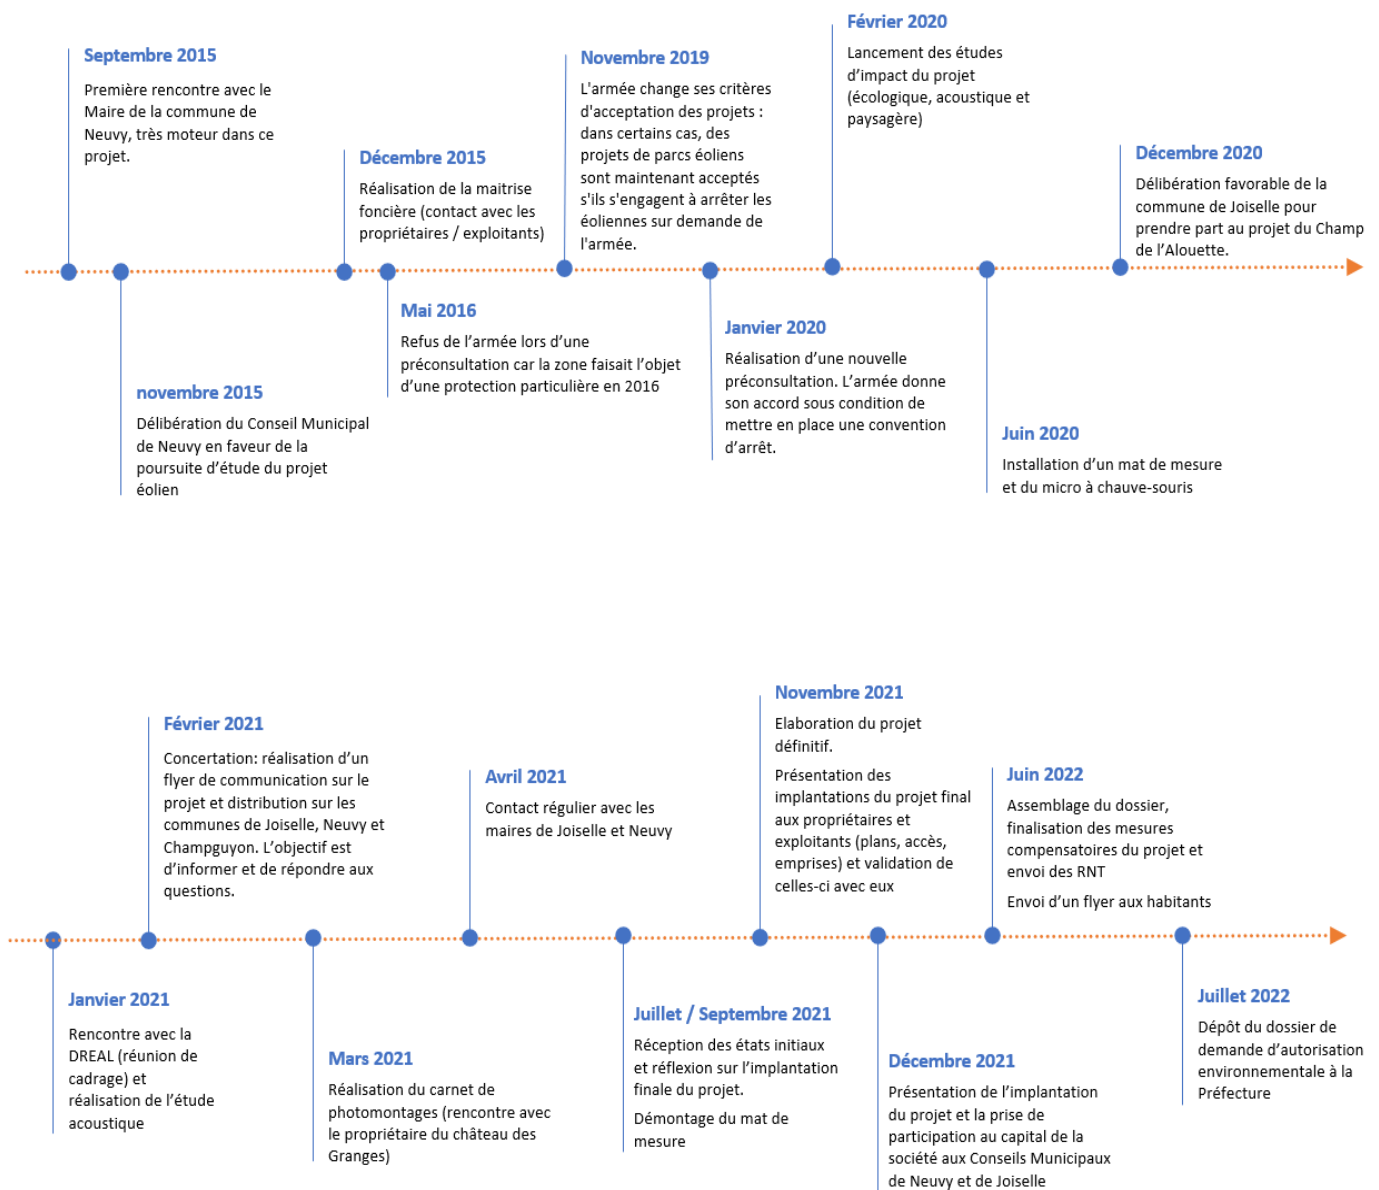 Septembre 2015
Première rencontre avec le
Maire de la commune de
Neuvy, très moteur dans ce
projet.
novembre 2015
Délibération du Conseil Municipal
de Neuvy en faveur de la
poursuite d’étude du projet
éolien
Décembre 2015
Réalisation de la maitrise
foncière (contact avec les
propriétaires / exploitants)
Mai 2016
Refus de l’armée lors d’une
préconsultation car la zone faisait l’objet
d’une protection particulière en 2016
Novembre 2019
L'armée change ses critères
d'acceptation des projets :
dans certains cas, des
projets de parcs éoliens
sont maintenant acceptés
s'ils s'engagent à arrêter les
éoliennes sur demande de
l'armée.
Janvier 2020
Réalisation d’une nouvelle
préconsultation. L’armée donne
son accord sous condition de
mettre en place une convention
d’arrêt.
Février 2020
Lancement des études
d’impact du projet
(écologique, acoustique et
paysagère)
Juin 2020
Installation d’un mat de mesure
et du micro à chauve-souris
Décembre 2020
Délibération favorable de la
commune de Joiselle pour
prendre part au projet du Champ
de l’Alouette.
Janvier 2021
Rencontre avec la
DREAL (réunion de
cadrage) et
réalisation de l’étude
acoustique
Février 2021
Concertation: réalisation d’un
flyer de communication sur le
projet et distribution sur les
communes de Joiselle, Neuvy et
Champguyon. L’objectif est
d’informer et de répondre aux
questions.
Mars 2021
Réalisation du carnet de
photomontages (rencontre avec
le propriétaire du château des
Granges)
Avril 2021
Contact régulier avec les
maires de Joiselle et Neuvy
Juillet / Septembre 2021
Réception des états initiaux
et réflexion sur l’implantation
finale du projet.
Démontage du mat de
mesure
Novembre 2021
Elaboration du projet
définitif.
Présentation des
implantations du projet final
aux propriétaires et
exploitants (plans, accès,
emprises) et validation de
celles-ci avec eux
Décembre 2021
Présentation de l’implantation
du projet et la prise de
participation au capital de la
société aux Conseils Municipaux
de Neuvy et de Joiselle
Juin 2022
Assemblage du dossier,
finalisation des mesures
compensatoires du projet et
envoi des RNT
Envoi d’un flyer aux habitants
Juillet 2022
Dépôt du dossier de
demande d’autorisation
environnementale à la
Préfecture